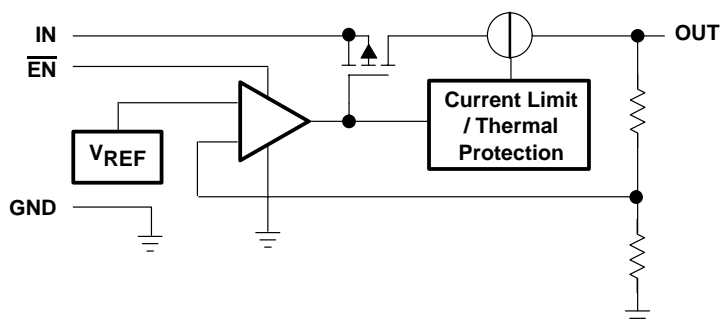 IN
OUT
EN
Current Limit
/ Thermal
Protection
VREF
GND